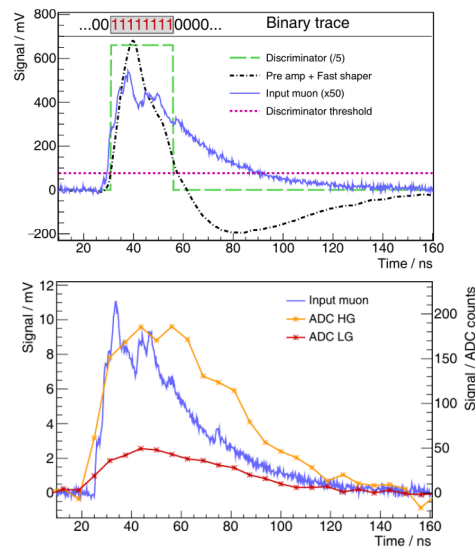 ...00 11111111 0000... Binary trace
Signal / mV
800
600
400
200
0
−200
Discriminator (/5)
Pre amp + Fast shaper
Input muon (x50)
Discriminator threshold
20 40 60 80 100 120 140 160
Time / ns
Signal / mV
12
10
8
6
4
2
0
Input muon
ADC HG
ADC LG
200
150
100
50
0
Signal / ADC counts
20 40 60 80 100 120 140 160
Time / ns